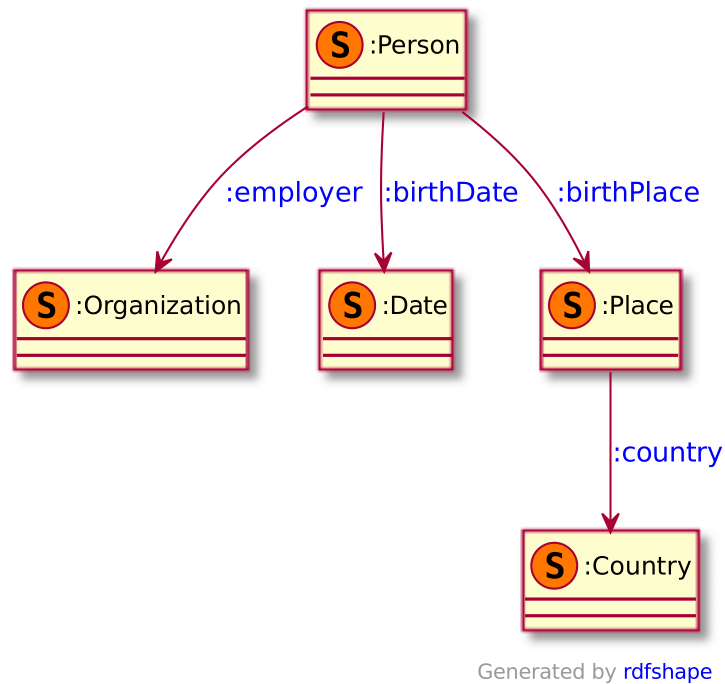 S :Person
:employer :birthDate :birthPlace
S :Organization S :Date S :Place
:country
S :Country
Generated by rdfshape